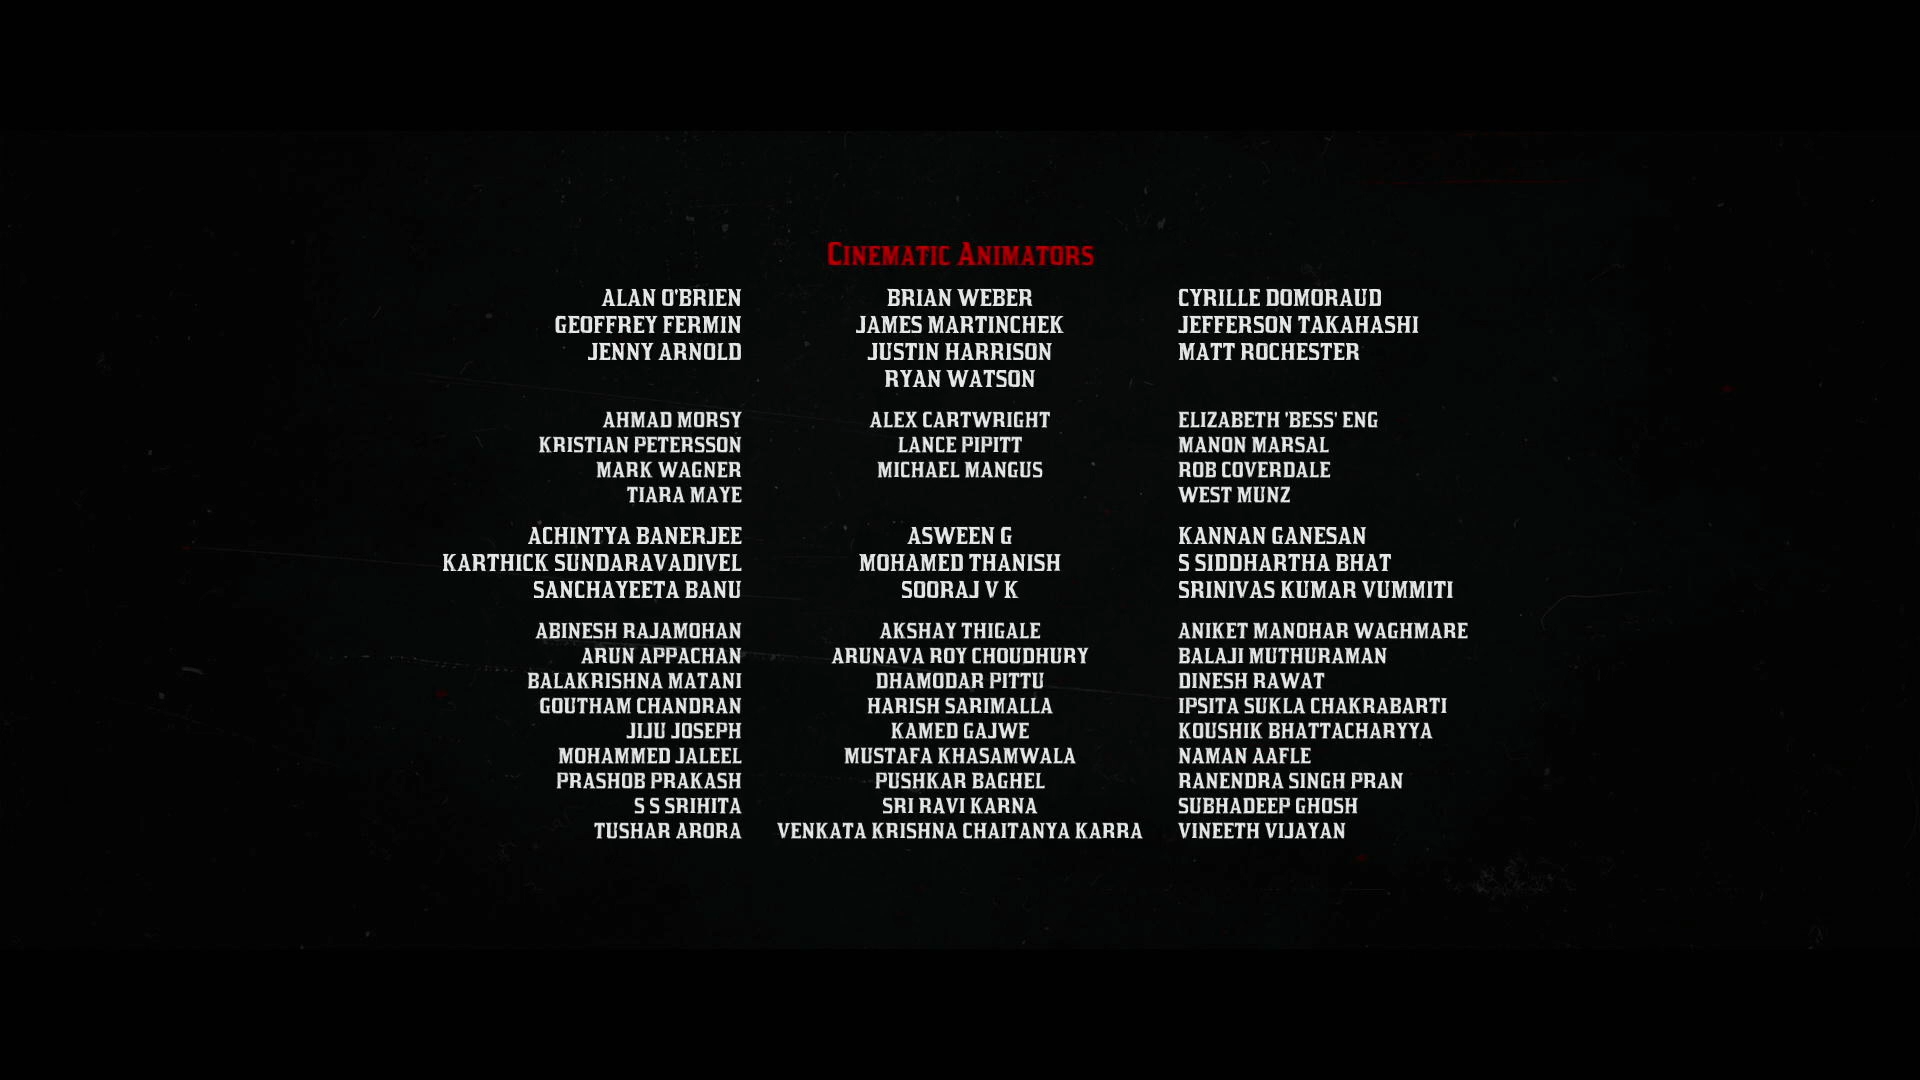 Cinematic Animators
ALAN O'BRIEN BRIAN WEBER CYRILLE DOMORAUD
GEOFFREY FERMIN JAMES MARTINCHEK JEFFERSON TAKAHASHI
JENNY ARNOLD JUSTIN HARRISON MATT ROCHESTER
RYAN WATSON
AHMAD MORSY ALEX CARTWRIGHT ELIZABETH 'BESS' ENG
KRISTIAN PETERSSON LANCE PIPITT MANON MARSAL
MARK WAGNER MICHAEL MANGUS ROB COVERDALE
TIARA MAYE WEST MUNZ
ACHINTYA BANERJEE ASWEEN G KANNAN GANESAN
KARTHICK SUNDARAVADIVEL MOHAMED THANISH S SIDDHARTHA BHAT
SANCHAYEETA BANU SOORAJ V K SRINIVAS KUMAR VUMMITI
ABINESH RAJAMOHAN AKSHAY THIGALE ANIKET MANOHAR WAGHMARE
ARUN APPACHAN ARUNAVA ROY CHOUDHURY BALAJI MUTHURAMAN
BALAKRISHNA MATANI DHAMODAR PITTU DINESH RAWAT
GOUTHAM CHANDRAN HARISH SARIMALLA IPSITA SUKLA CHAKRABARTI
JIJU JOSEPH KAMED GAJWE KOUSHIK BHATTACHARYYA
MOHAMMED JALEEL MUSTAFA KHASAMWALA NAMAN AAFLE
PRASHOB PRAKASH PUSHKAR BAGHEL RANENDRA SINGH PRAN
S S SRIHITA SRI RAVI KARNA SUBHADEEP GHOSH
TUSHAR ARORA VENKATA KRISHNA CHAITANYA KARRA VINEETH VIJAYAN